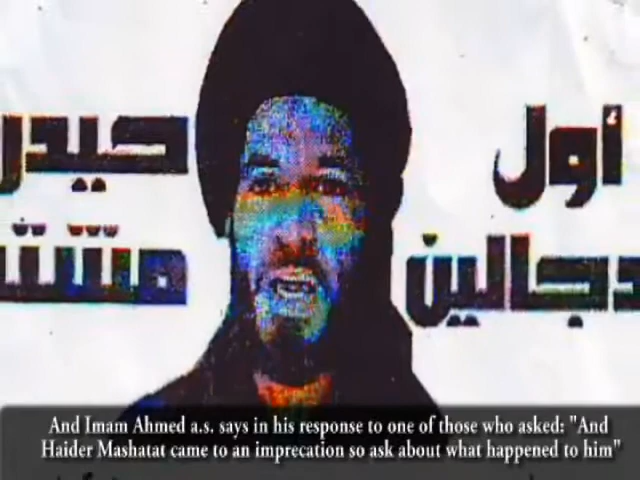 أول
دجالين
حيدر
And Imam Ahmed a.s. says in his response to one of those who asked: "And
Haider Mashatat came to an imprecation so ask about what happened to him"